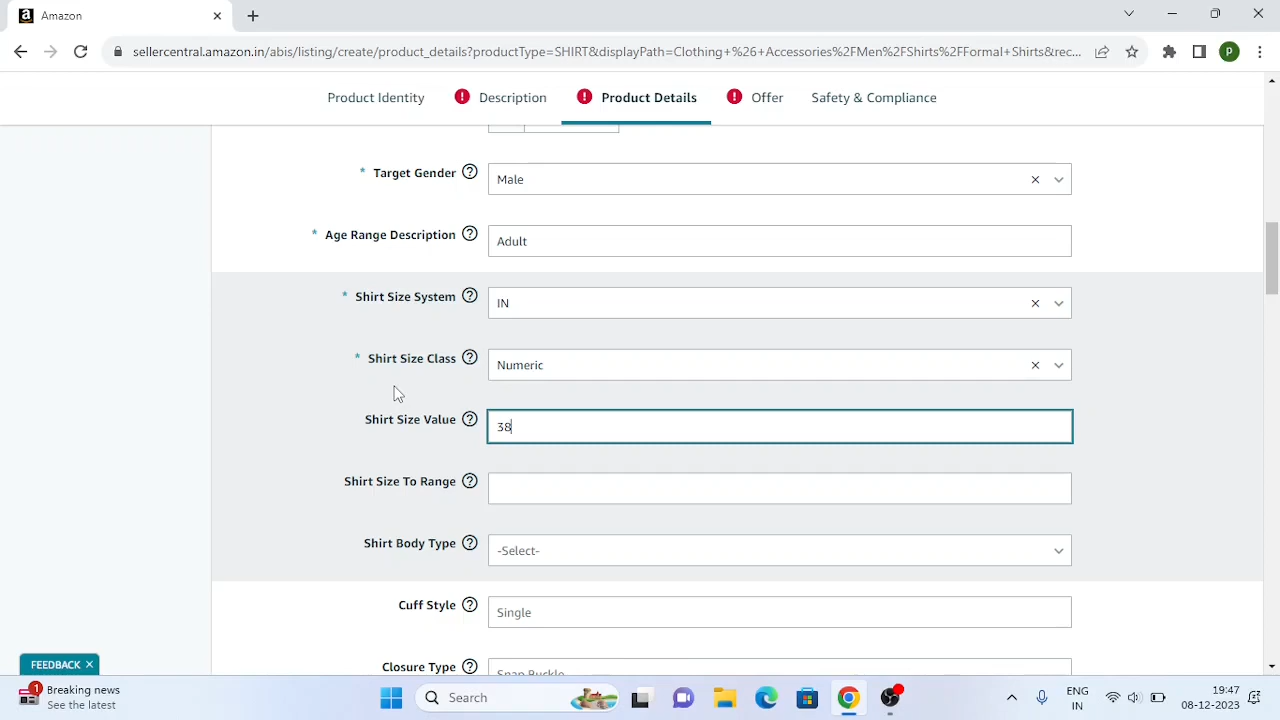 Amazon
sellercentral.amazon.in/abis/listing/create/product_details?productType=SHIRT&displayPath=Clothing+%26+Accessories%2FMen%2FShirts%2FFormal+Shirts&rec...
P
Product Identity
Description
Product Details
Offer
Safety & Compliance
* Target Gender
Male
* Age Range Description
Adult
* Shirt Size System
IN
* Shirt Size Class
Numeric
Shirt Size Value
38
Shirt Size To Range
Shirt Body Type
-Select-
Cuff Style
Single
Closure Type
Snap Buckle
FEEDBACK
1
Breaking news
See the latest
Search
ENG
IN
19:47
08-12-2023